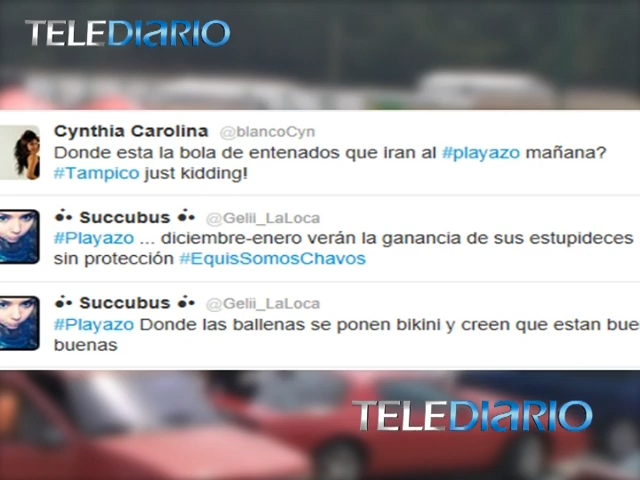 TELEDIARIO
Cynthia Carolina @blancoCyn
Donde esta la bola de entenados que iran al #playazo mañana?
#Tampico just kidding!
Succubus @Gelii_LaLoca
#Playazo ... diciembre-enero verán la ganancia de sus estupideces
sin protección #EquisSomosChavos
Succubus @Gelii_LaLoca
#Playazo Donde las ballenas se ponen bikini y creen que estan
buenas
TELEDIARIO